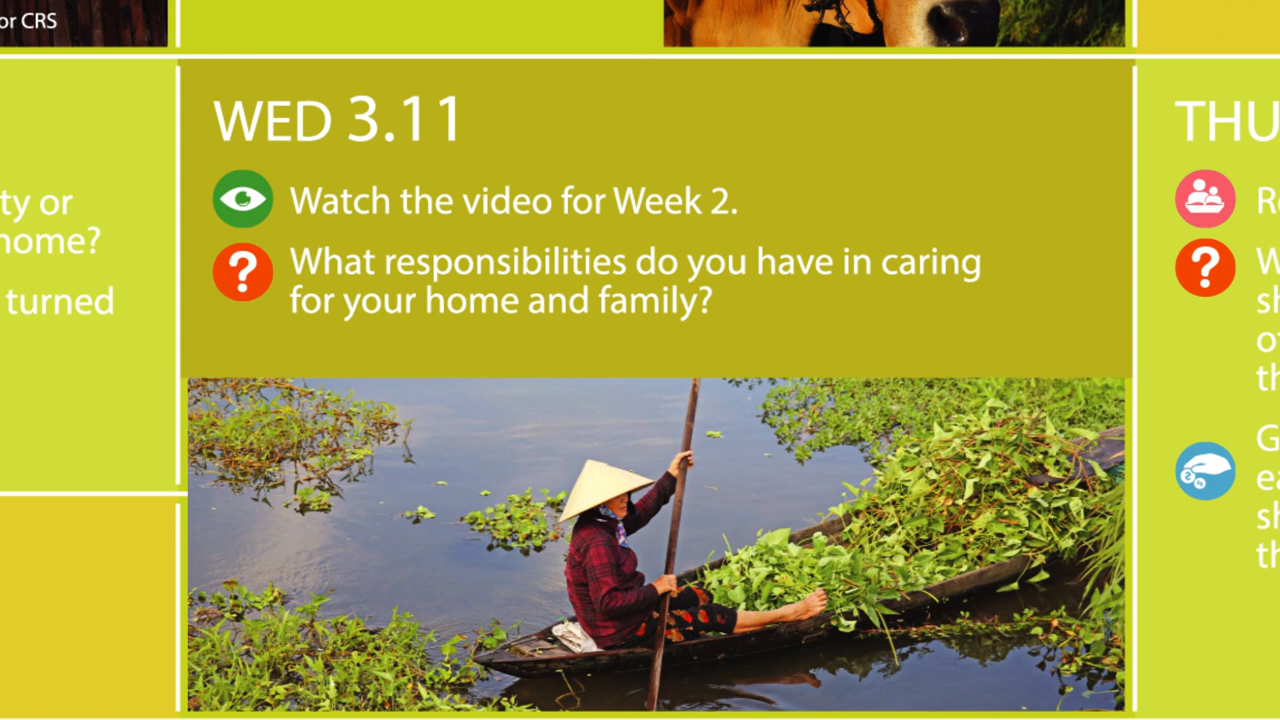 or CRS
WED 3.11
Watch the video for Week 2.
What responsibilities do you have in caring
for your home and family?
ty or
home?
turned
THU